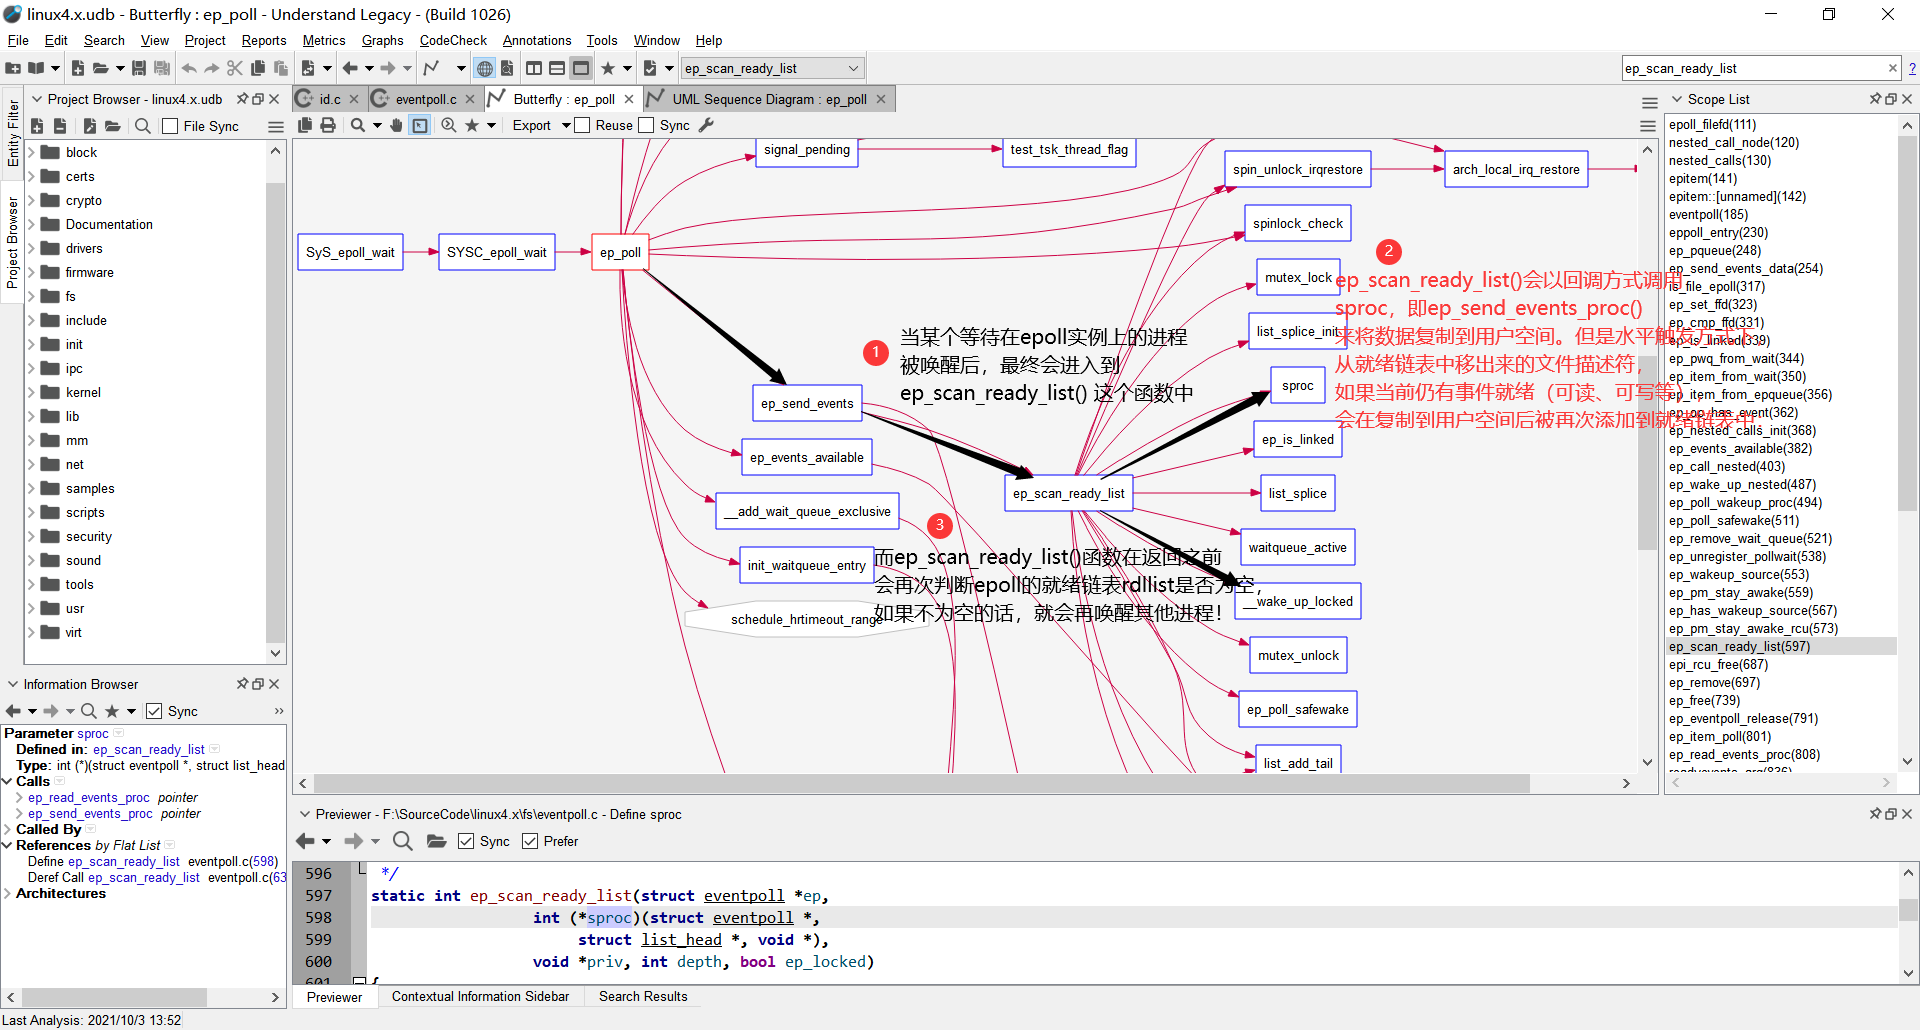 linux4.x.udb - Butterfly : ep_poll - Understand Legacy - (Build 1026)
File Edit Search View Project Reports Metrics Graphs CodeCheck Annotations Tools Window Help
ep_scan_ready_list
ep_scan_ready_list
?
Entity Filter
Project Browser
Project Browser - linux4.x.udb
File Sync
block
certs
crypto
Documentation
drivers
firmware
fs
include
init
ipc
kernel
lib
mm
net
samples
scripts
security
sound
tools
usr
virt
Information Browser
Sync
Parameter sproc
Defined in: ep_scan_ready_list
Type: int (*)(struct eventpoll *, struct list_head
Calls
ep_read_events_proc pointer
ep_send_events_proc pointer
Called By
References by Flat List
Define ep_scan_ready_list eventpoll.c(598)
Deref Call ep_scan_ready_list eventpoll.c(63
Architectures
id.c
eventpoll.c
Butterfly : ep_poll
UML Sequence Diagram : ep_poll
Export Reuse Sync
signal_pending
test_tsk_thread_flag
spin_unlock_irqrestore
arch_local_irq_restore
SyS_epoll_wait
SYSC_epoll_wait
ep_poll
spinlock_check
mutex_lock
list_splice_init
sproc
ep_is_linked
ep_send_events
ep_events_available
ep_scan_ready_list
list_splice
__add_wait_queue_exclusive
waitqueue_active
init_waitqueue_entry
__wake_up_locked
schedule_hrtimeout_range
mutex_unlock
ep_poll_safewake
list_add_tail
1
当某个等待在epoll实例上的进程
被唤醒后，最终会进入到
ep_scan_ready_list() 这个函数中
2
ep_scan_ready_list()会以回调方式调用
sproc，即ep_send_events_proc()
来将数据复制到用户空间。但是水平触发方式下，
从就绪链表中移出来的文件描述符，
如果当前仍有事件就绪（可读、可写等）
会在复制到用户空间后被再次添加到就绪链表中
3
而ep_scan_ready_list()函数在返回之前
会再次判断epoll的就绪链表rdllist是否为空，
如果不为空的话，就会再唤醒其他进程！
Scope List
epoll_filefd(111)
nested_call_node(120)
nested_calls(130)
epitem(141)
epitem::[unnamed](142)
eventpoll(185)
eppoll_entry(230)
ep_pqueue(248)
ep_send_events_data(254)
is_file_epoll(317)
ep_set_ffd(323)
ep_cmp_ffd(331)
ep_is_linked(339)
ep_pwq_from_wait(344)
ep_item_from_wait(350)
ep_item_from_epqueue(356)
ep_op_has_event(362)
ep_nested_calls_init(368)
ep_events_available(382)
ep_call_nested(403)
ep_wake_up_nested(487)
ep_poll_wakeup_proc(494)
ep_poll_safewake(511)
ep_remove_wait_queue(521)
ep_unregister_pollwait(538)
ep_wakeup_source(553)
ep_pm_stay_awake(559)
ep_has_wakeup_source(567)
ep_pm_stay_awake_rcu(573)
ep_scan_ready_list(597)
epi_rcu_free(687)
ep_remove(697)
ep_free(739)
ep_eventpoll_release(791)
ep_item_poll(801)
ep_read_events_proc(808)
Previewer - F:\SourceCode\linux4.x\fs\eventpoll.c - Define sproc
Sync Prefer
596 */
597 static int ep_scan_ready_list(struct eventpoll *ep,
598 int (*sproc)(struct eventpoll *,
599 struct list_head *, void *),
600 void *priv, int depth, bool ep_locked)
601 {
Previewer Contextual Information Sidebar Search Results
Last Analysis: 2021/10/3 13:52